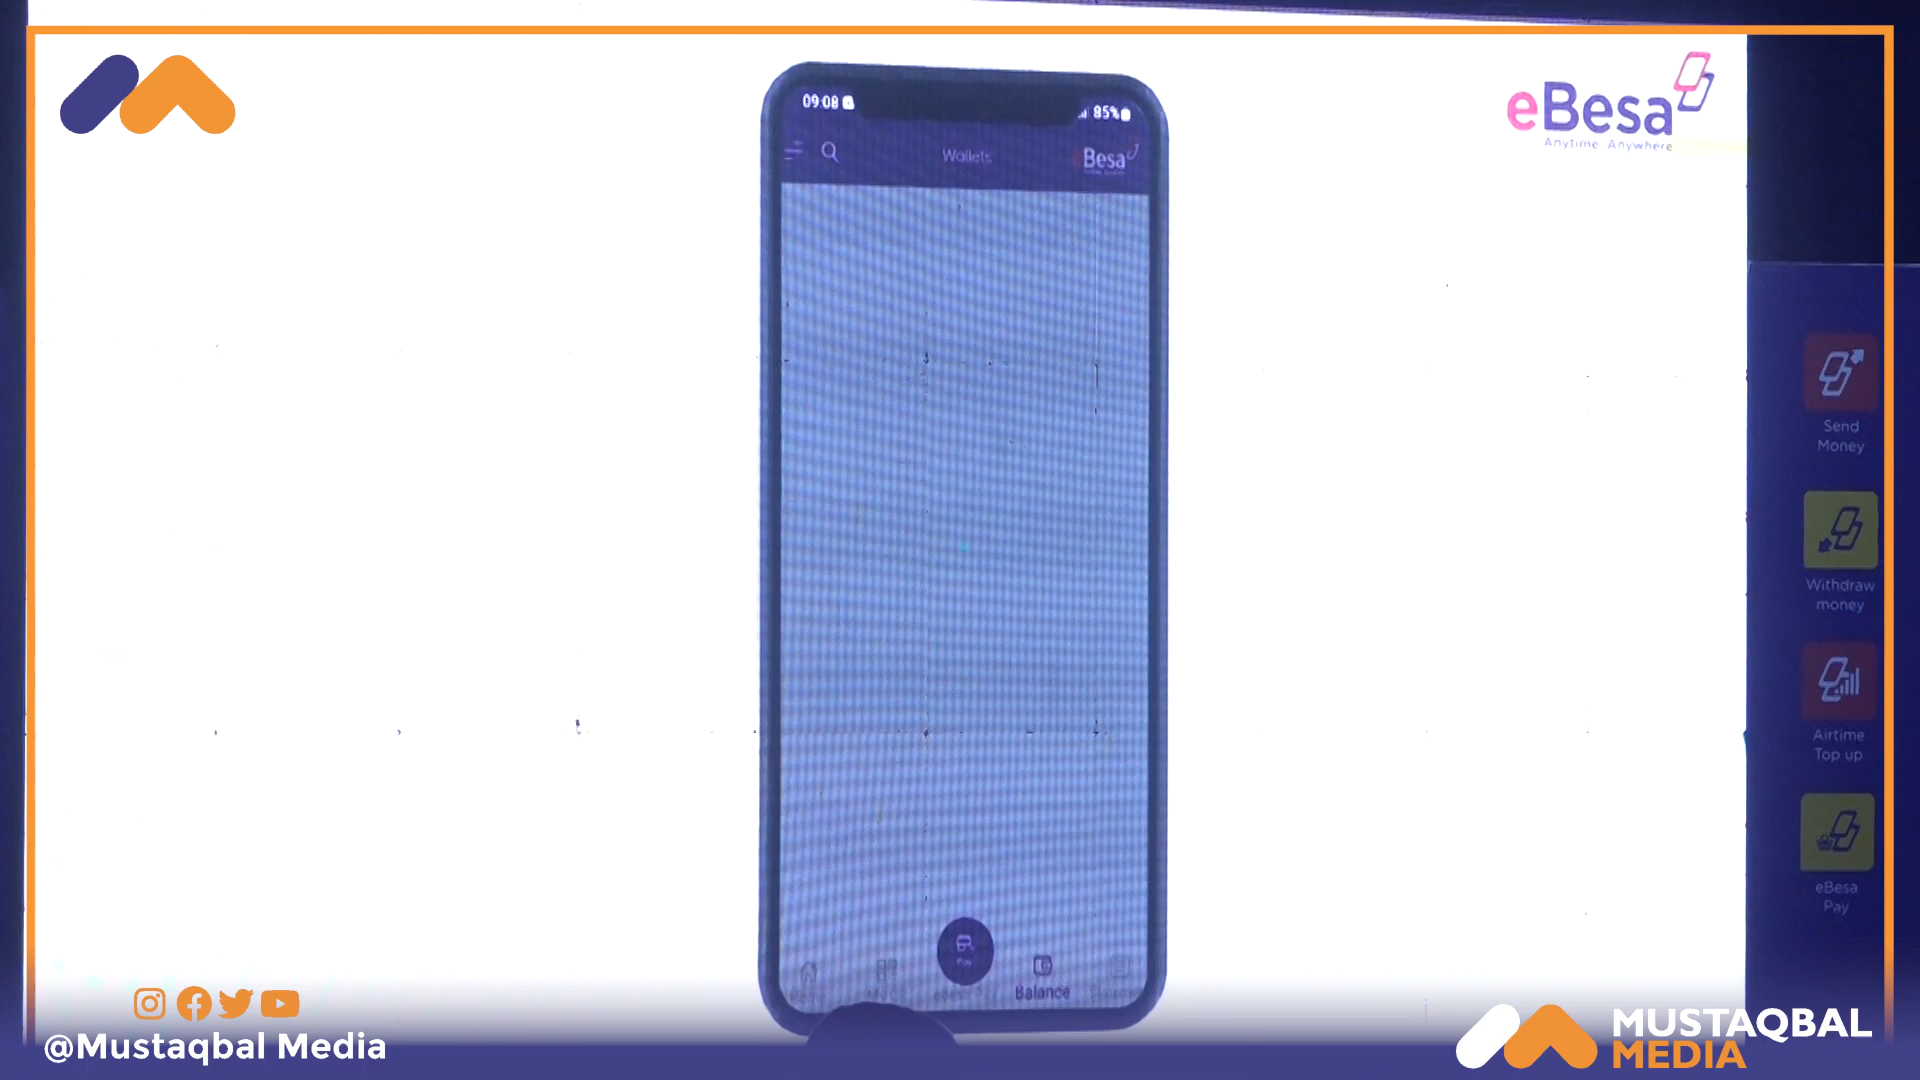 eBesa
Anytime Anywhere
09:08
85%
Wallets
Besa
Send
Money
Withdraw
money
Airtime
Top up
eBesa
Pay
Pay
Balance
@Mustaqbal Media
MUSTAQBAL
MEDIA